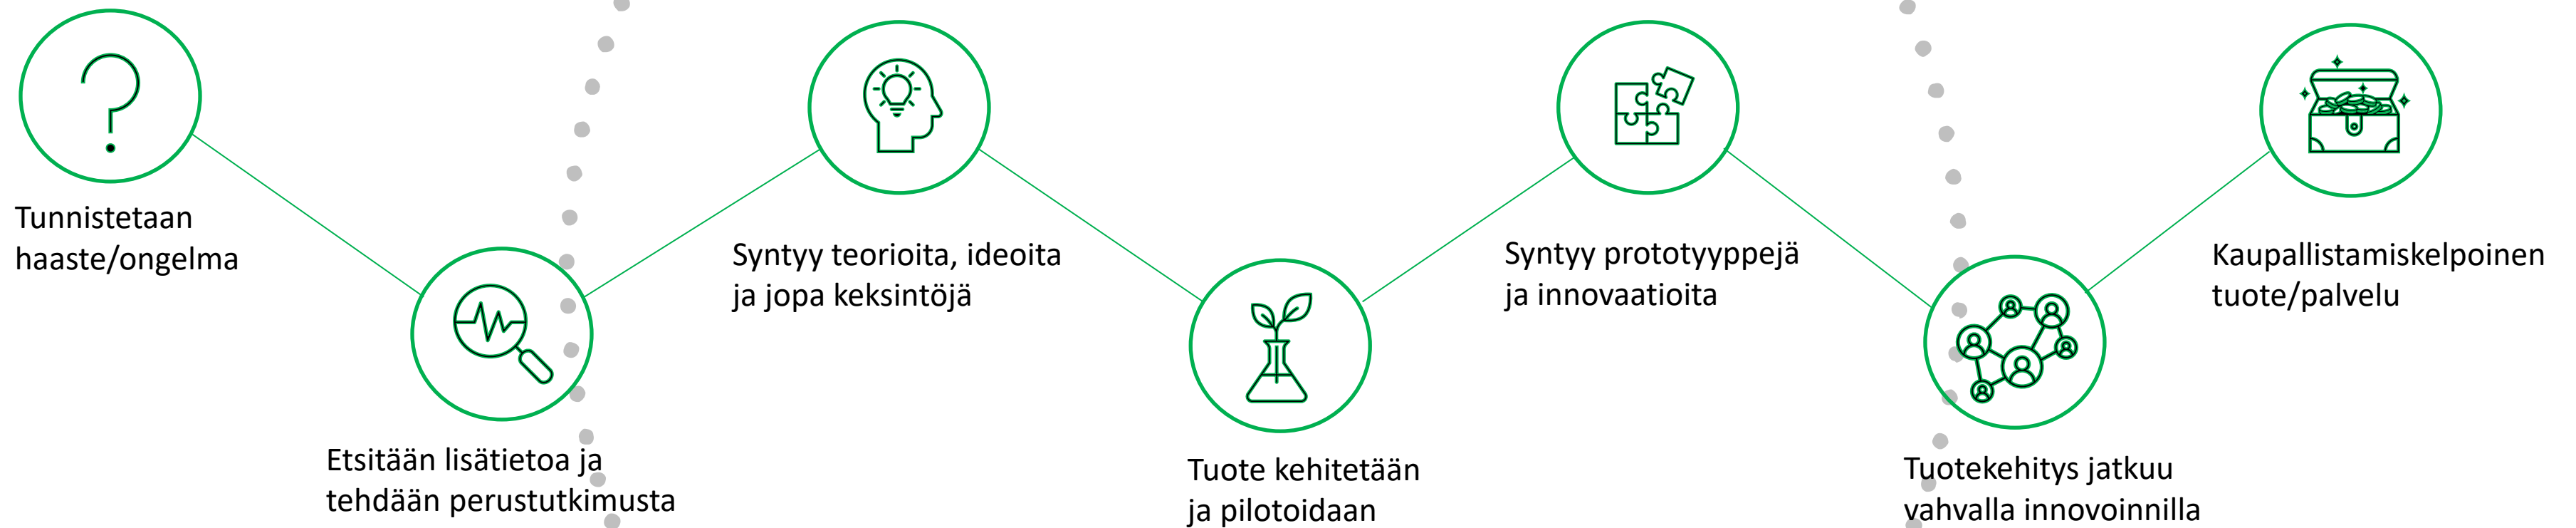 Tunnistetaan
haaste/ongelma
Etsitään lisätietoa ja
tehdään perustutkimusta
Syntyy teorioita, ideoita
ja jopa keksintöjä
Tuote kehitetään
ja pilotoidaan
Syntyy prototyyppejä
ja innovaatioita
Tuotekehitys jatkuu
vahvalla innovoinnilla
Kaupallistamiskelpoinen
tuote/palvelu